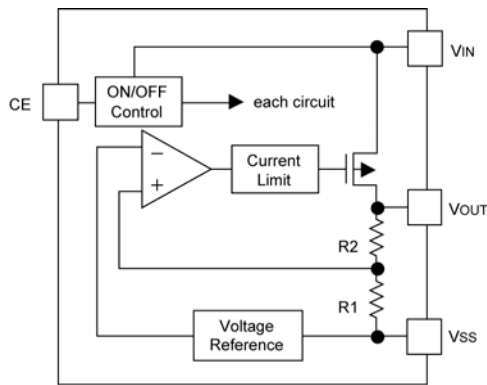 VIN
CE
ON/OFF
Control
each circuit
−
+
Current
Limit
VOUT
R2
R1
Voltage
Reference
VSS